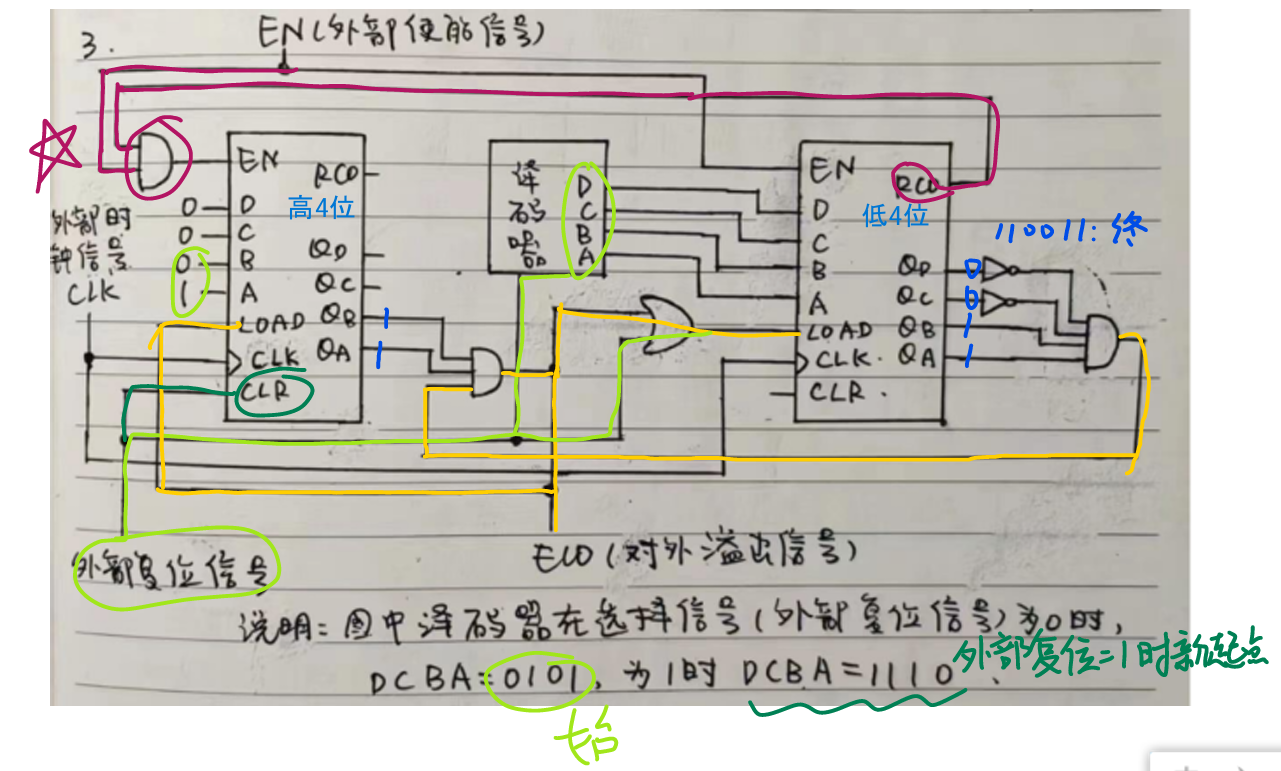 3.
EN(外部使能信号)
EN
RCO
0
D
高4位
外部时
钟信号
CLK
0
C
QD
0
B
QC
1
A
LOAD
QB
1
CLK
QA
1
CLR
译
码
器
D
C
B
A
EN
RCO
D
低4位
C
110011:终
B
QD
0
A
QC
0
LOAD
QB
1
CLK.
QA
1
CLR.
外部复位信号
ECO(对外溢出信号)
说明:图中译码器在选择信号(外部复位信号)为0时,
DCBA=0101,为1时 DCBA=1110.
外部复位=1时新起点
始